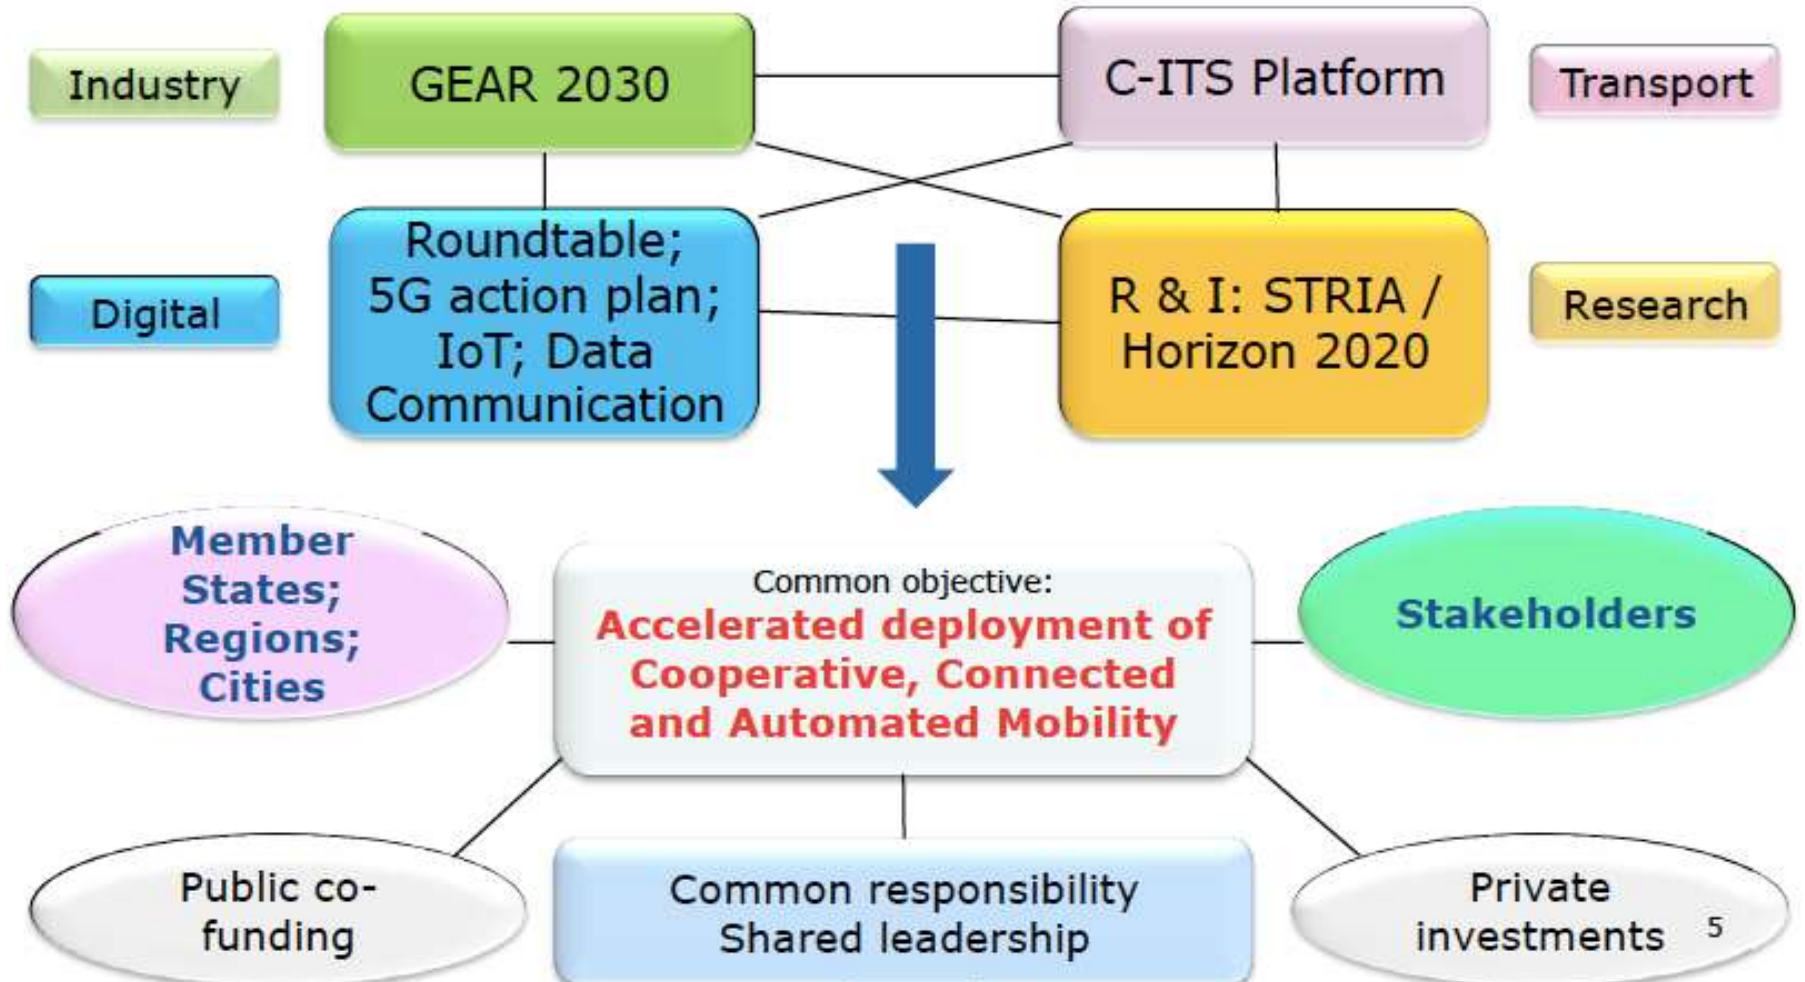 Industry
GEAR 2030
C-ITS Platform
Transport
Digital
Roundtable;
5G action plan;
IoT; Data
Communication
R & I: STRIA /
Horizon 2020
Research
Member
States;
Regions;
Cities
Common objective:
Accelerated deployment of
Cooperative, Connected
and Automated Mobility
Stakeholders
Public co-
funding
Common responsibility
Shared leadership
Private
investments
5